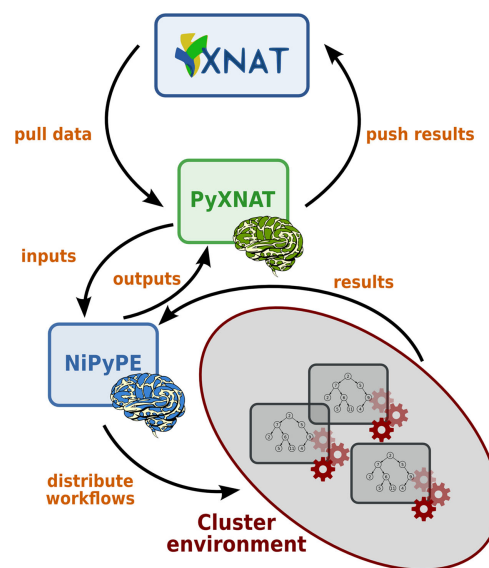 XNAT
pull data
push results
PyXNAT
inputs
outputs
results
NiPyPE
distribute
workflows
Cluster
environment